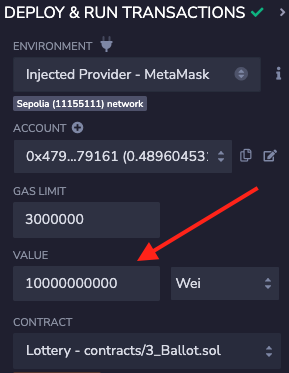 DEPLOY & RUN TRANSACTIONS
ENVIRONMENT
Injected Provider - MetaMask
Sepolia (11155111) network
ACCOUNT
0x479...79161 (0.48960453
GAS LIMIT
3000000
VALUE
10000000000 Wei
CONTRACT
Lottery - contracts/3_Ballot.sol